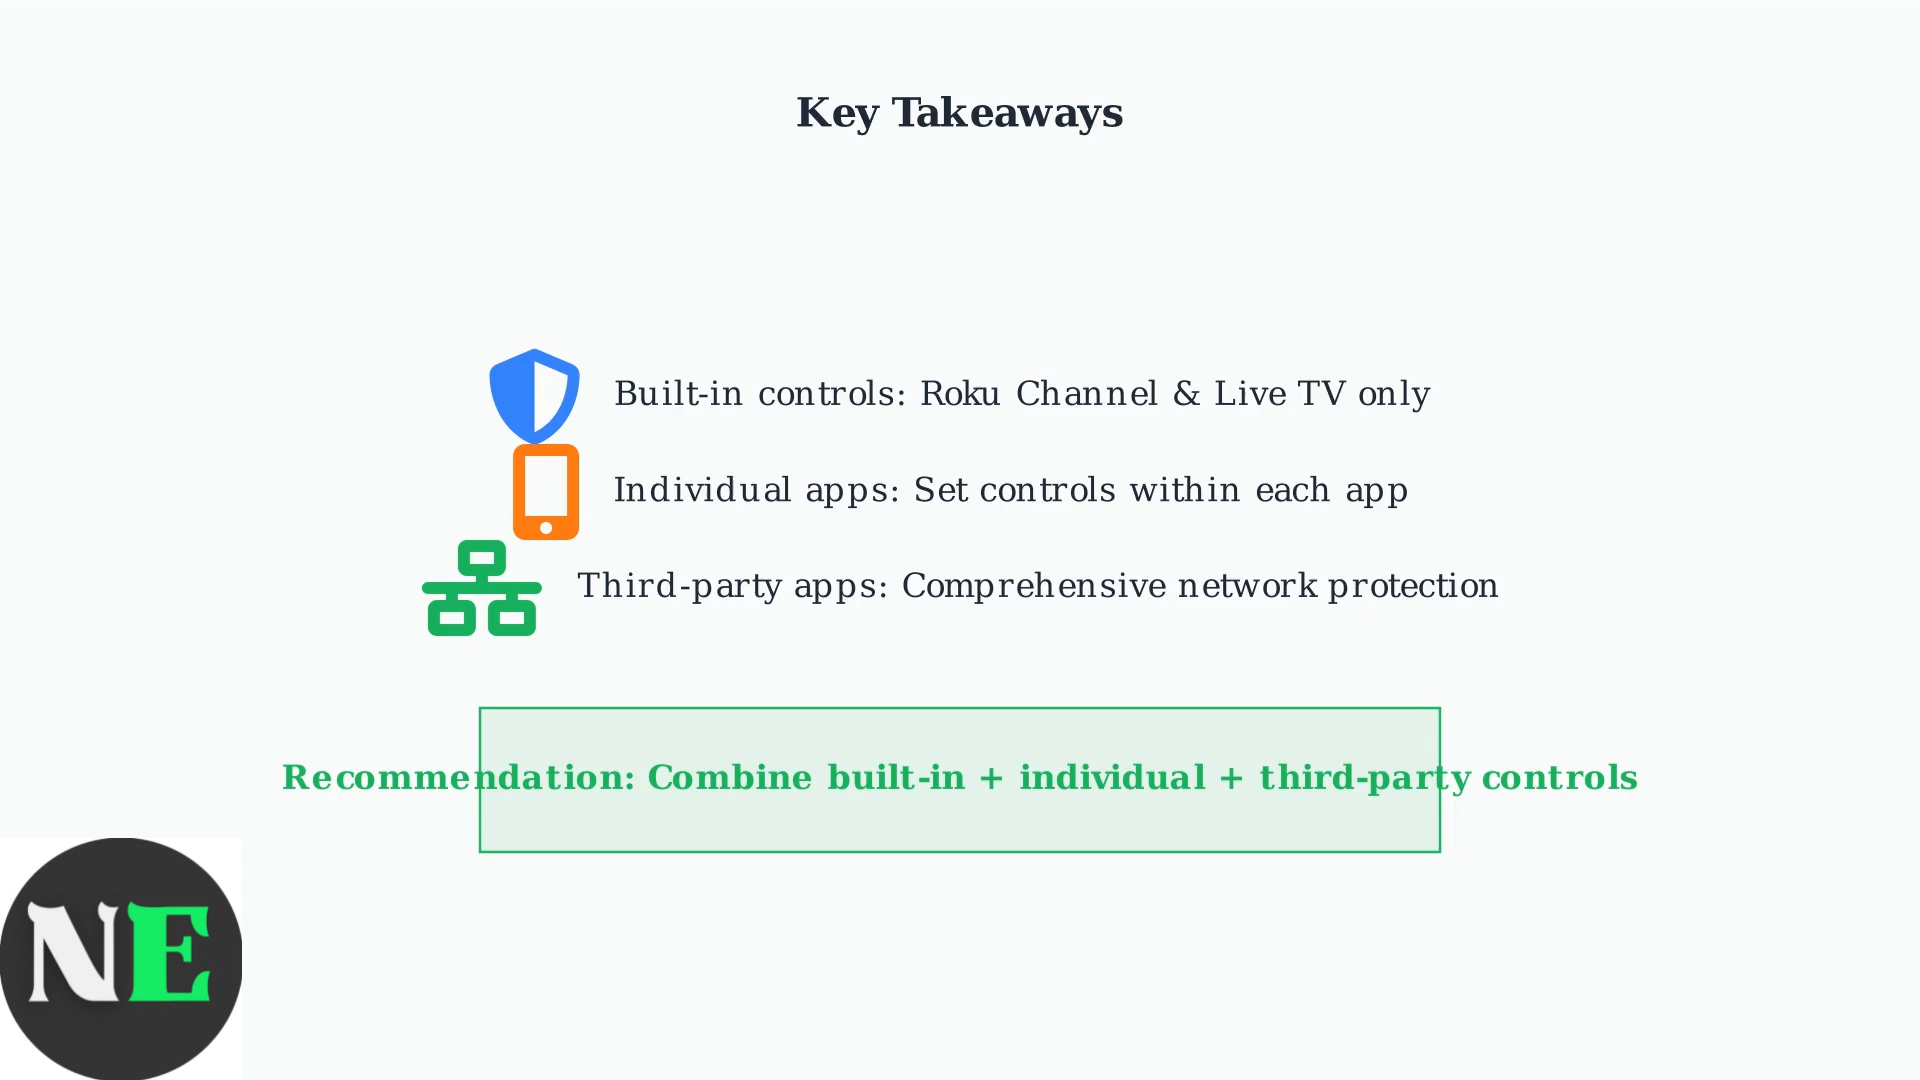 Key Takeaways
Built-in controls: Roku Channel & Live TV only
Individual apps: Set controls within each app
Third-party apps: Comprehensive network protection
Recommendation: Combine built-in + individual + third-party controls
NE